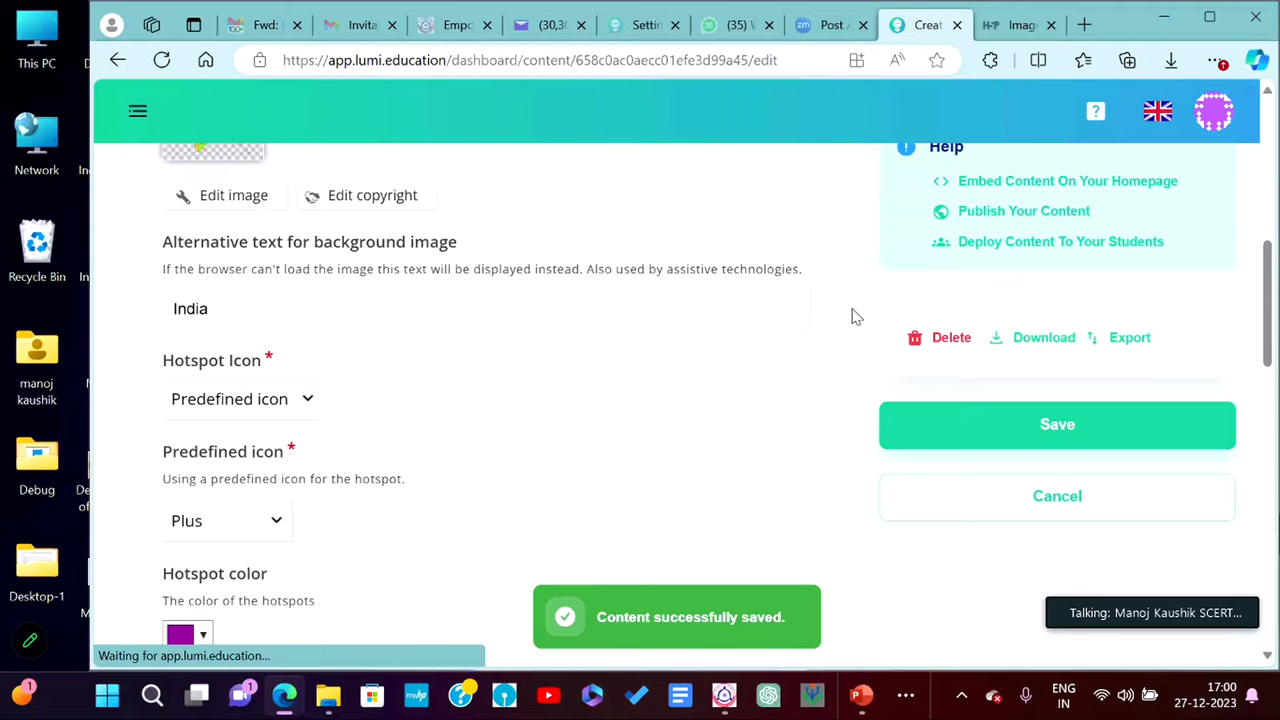 This PC
Network
Recycle Bin
manoj
kaushik
Debug
Desktop-1
Fwd:
Invita
Empo
(30,30
Settin
(35) W
Post A
Creat
Image
https://app.lumi.education/dashboard/content/658c0ac0aecc01efe3d99a45/edit
Edit image
Edit copyright
Alternative text for background image
If the browser can't load the image this text will be displayed instead. Also used by assistive technologies.
India
Hotspot Icon *
Predefined icon
Predefined icon *
Using a predefined icon for the hotspot.
Plus
Hotspot color
The color of the hotspots
Help
Embed Content On Your Homepage
Publish Your Content
Deploy Content To Your Students
Delete
Download
Export
Save
Cancel
Content successfully saved.
Talking: Manoj Kaushik SCERT...
Waiting for app.lumi.education...
ENG
IN
17:00
27-12-2023